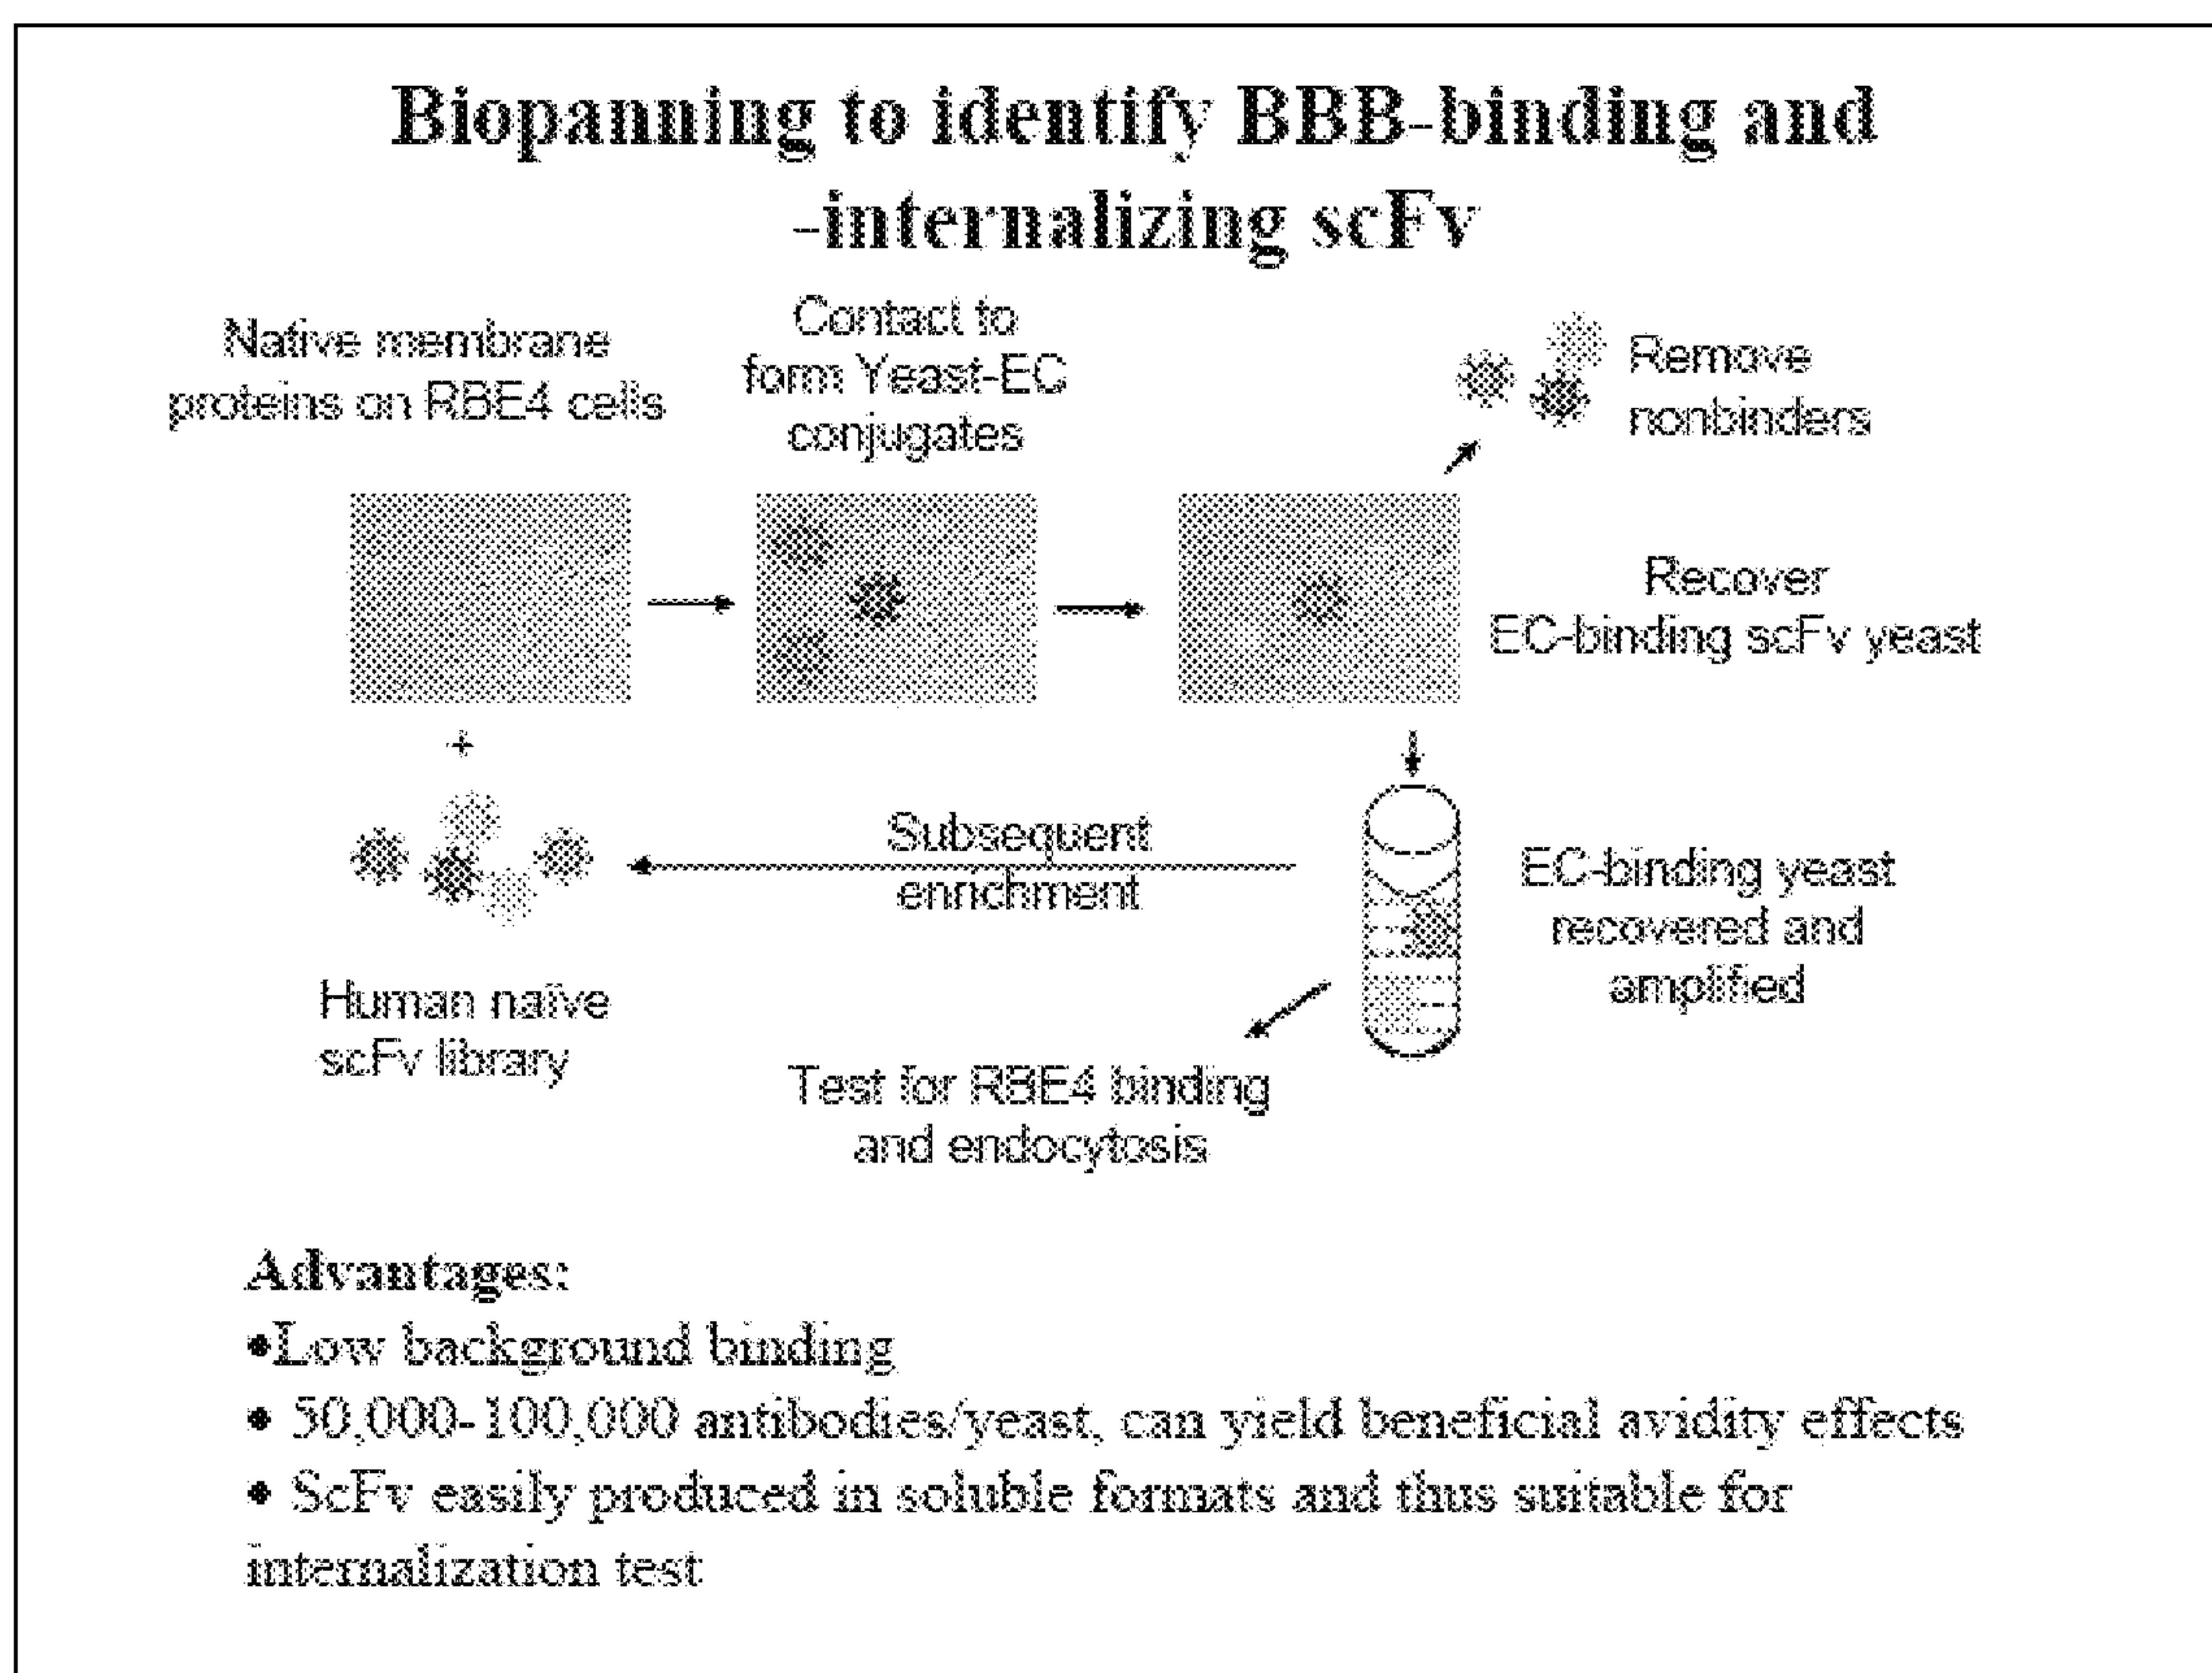 Biopanning to identify BBB-binding and
-internalizing scFv
Native membrane
proteins on RBE4 cells
Contact to
form Yeast-EC
conjugates
Remove
nonbinders
Recover
EC-binding scFv yeast
+
Subsequent
enrichment
EC-binding yeast
recovered and
amplified
Human naïve
scFv library
Test for RBE4 binding
and endocytosis
Advantages:
•Low background binding
• 50,000-100,000 antibodies/yeast, can yield beneficial avidity effects
• ScFv easily produced in soluble formats and thus suitable for
internalization test